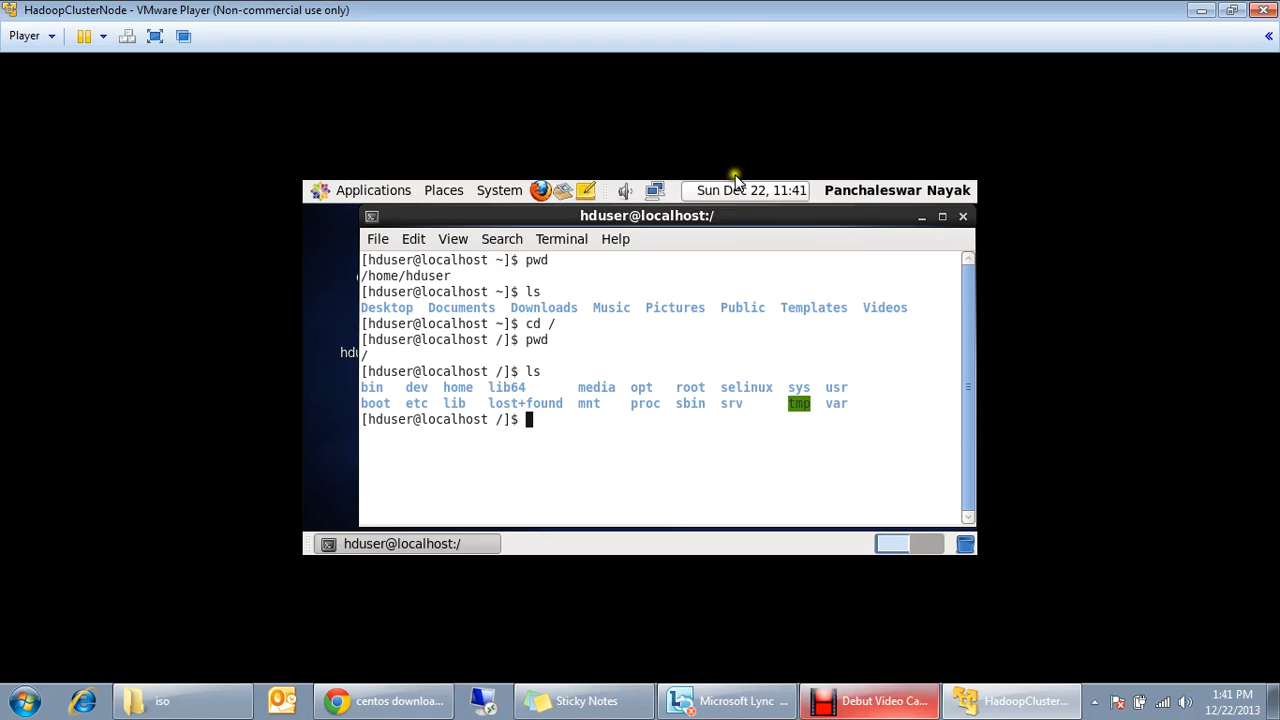 HadoopClusterNode - VMware Player (Non-commercial use only)
Player
Applications Places System Sun Dec 22, 11:41 Panchaleswar Nayak
hduser@localhost:/
File Edit View Search Terminal Help
[hduser@localhost ~]$ pwd
/home/hduser
[hduser@localhost ~]$ ls
Desktop Documents Downloads Music Pictures Public Templates Videos
[hduser@localhost ~]$ cd /
[hduser@localhost /]$ pwd
/
hdu
[hduser@localhost /]$ ls
bin dev home lib64 media opt root selinux sys usr
boot etc lib lost+found mnt proc sbin srv tmp var
[hduser@localhost /]$
hduser@localhost:/
iso centos downloa... Sticky Notes Microsoft Lync ... Debut Video Ca... HadoopCluster... 1:41 PM
12/22/2013